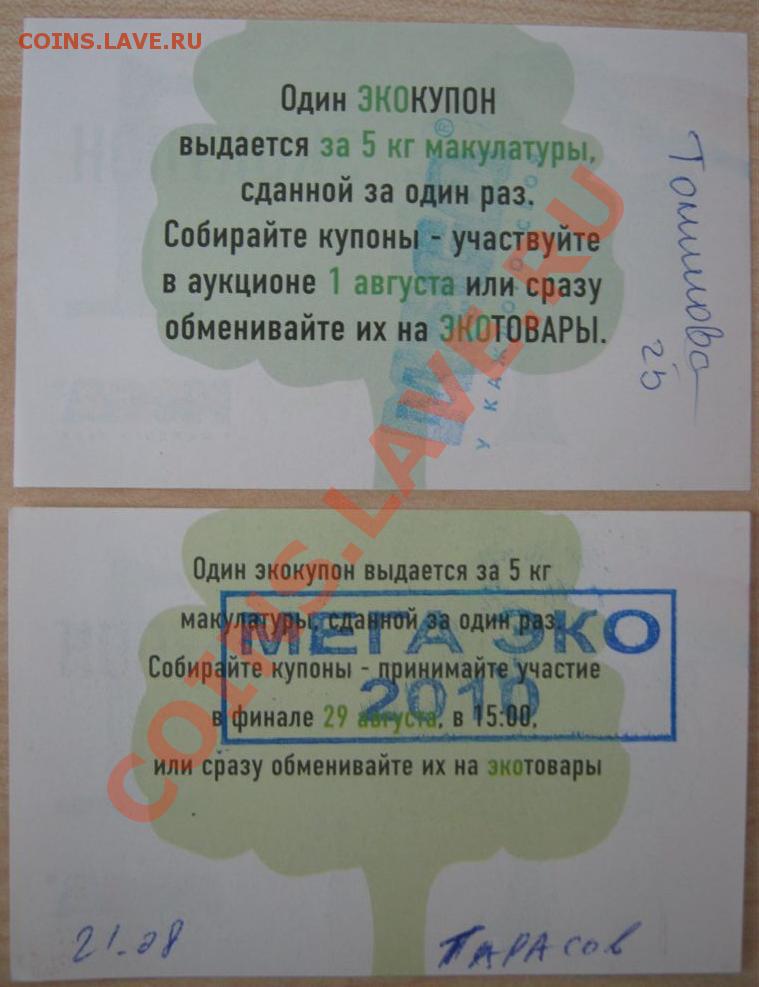 COINS.LAVE.RU
Один ЭКОКУПОН
выдается за 5 кг макулатуры,
сданной за один раз.
Собирайте купоны - участвуйте
в аукционе 1 августа или сразу
обменивайте их на ЭКОТОВАРЫ.
25
COINS.LAVE.RU
Один экокупон выдается за 5 кг
макулатуры, сданной за один раз.
Собирайте купоны - принимайте участие
в финале 29 августа, в 15:00,
или сразу обменивайте их на экотовары
МЕГА ЭКО
2010
21.08
Тарасов